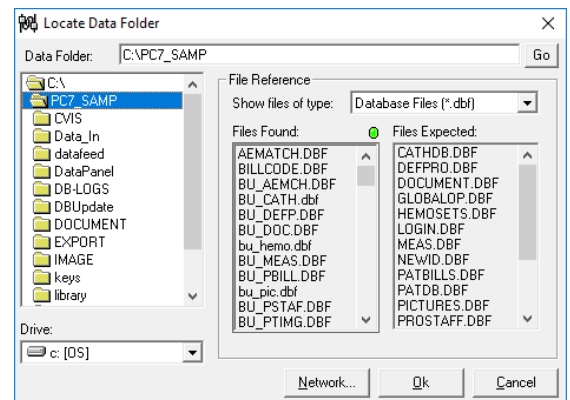 Locate Data Folder
Data Folder: C:\PC7_SAMP Go
C:\
PC7_SAMP
CVIS
Data_In
datafeed
DataPanel
DB-LOGS
DBUpdate
DOCUMENT
EXPORT
IMAGE
keys
library
Drive:
c: [OS]
File Reference
Show files of type: Database Files (*.dbf)
Files Found:
AEMATCH.DBF
BILLCODE.DBF
BU_AEMCH.DBF
BU_CATH.dbf
BU_DEFP.DBF
BU_DOC.DBF
bu_hemo.dbf
BU_MEAS.DBF
BU_PBILL.DBF
bu_pic.dbf
BU_PSTAF.DBF
BU_PTIMG.DBF
Files Expected:
CATHDB.DBF
DEFPRO.DBF
DOCUMENT.DBF
GLOBALOP.DBF
HEMOSETS.DBF
LOGIN.DBF
MEAS.DBF
NEWID.DBF
PATBILLS.DBF
PATDB.DBF
PICTURES.DBF
PROSTAFF.DBF
Network... Ok Cancel